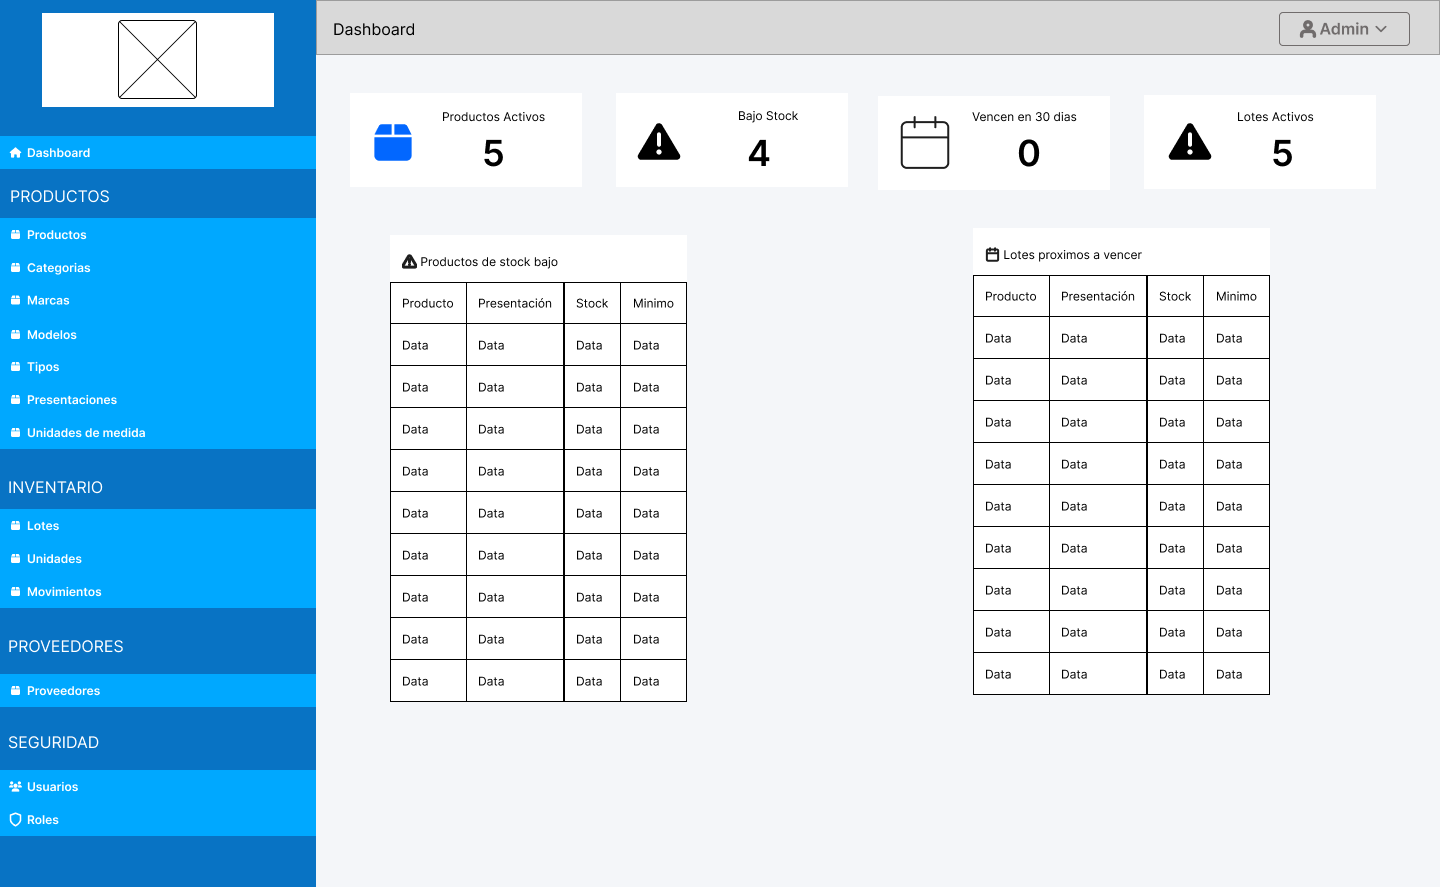 Dashboard
Admin
Dashboard
PRODUCTOS
Productos
Categorias
Marcas
Modelos
Tipos
Presentaciones
Unidades de medida
INVENTARIO
Lotes
Unidades
Movimientos
PROVEEDORES
Proveedores
SEGURIDAD
Usuarios
Roles
Productos Activos
5
Bajo Stock
4
Vencen en 30 dias
0
Lotes Activos
5
Productos de stock bajo
Producto Presentación Stock Minimo
Data Data Data Data
Data Data Data Data
Data Data Data Data
Data Data Data Data
Data Data Data Data
Data Data Data Data
Data Data Data Data
Data Data Data Data
Data Data Data Data
Lotes proximos a vencer
Producto Presentación Stock Minimo
Data Data Data Data
Data Data Data Data
Data Data Data Data
Data Data Data Data
Data Data Data Data
Data Data Data Data
Data Data Data Data
Data Data Data Data
Data Data Data Data